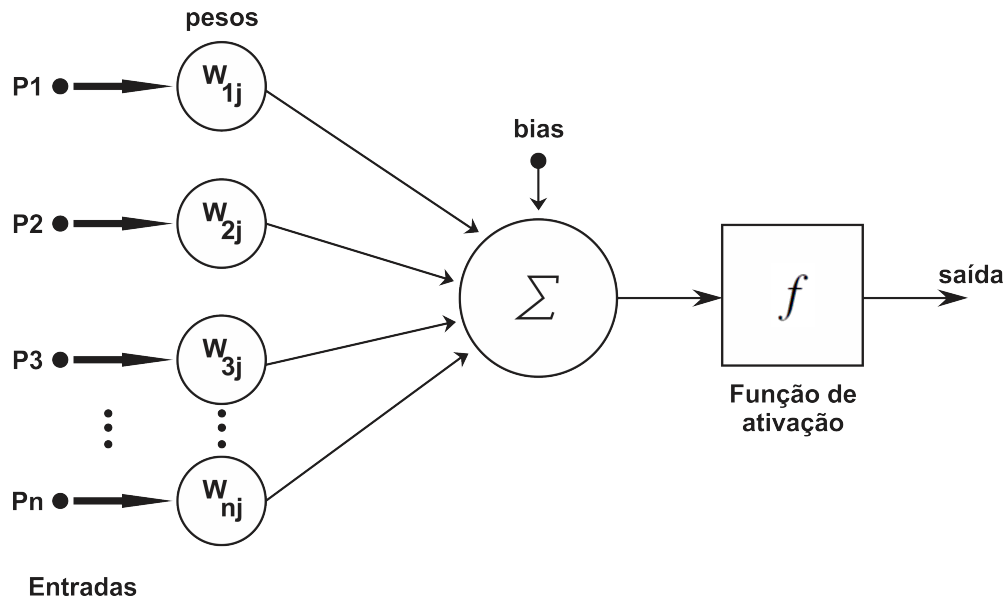 pesos
P1
W1j
bias
P2
W2j
Σ
f
saída
P3
W3j
Função de
ativação
Pn
Wnj
Entradas